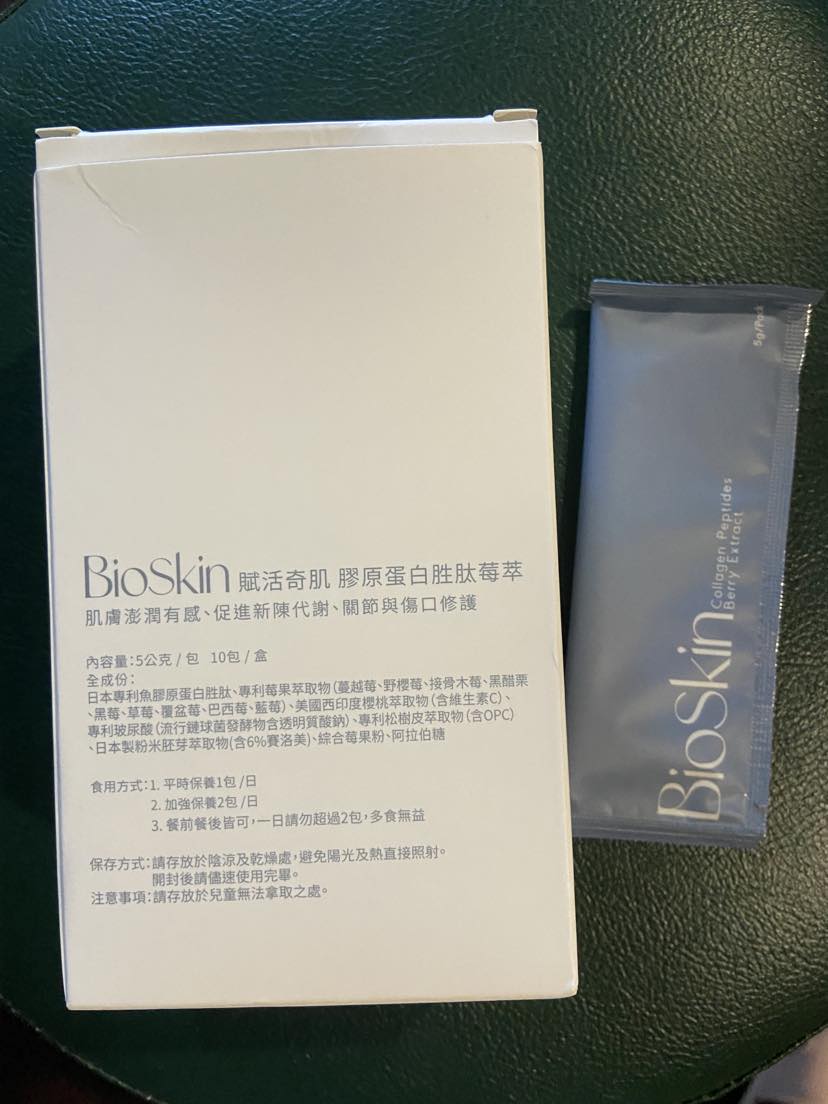 BioSkin 賦活奇肌 膠原蛋白胜肽莓萃
肌膚澎潤有感、促進新陳代謝、關節與傷口修護
內容量:5公克 / 包 10包 / 盒
全成份:
日本專利魚膠原蛋白胜肽、專利莓果萃取物(蔓越莓、野櫻莓、接骨木莓、黑醋栗
、黑莓、草莓、覆盆莓、巴西莓、藍莓)、美國西印度櫻桃萃取物(含維生素C)、
專利玻尿酸(流行鏈球菌發酵物含透明質酸鈉)、專利松樹皮萃取物(含OPC)
、日本製粉米胚芽萃取物(含6%賽洛美)、綜合莓果粉、阿拉伯糖
食用方式:1. 平時保養1包 /日
2. 加強保養2包 /日
3. 餐前餐後皆可,一日請勿超過2包,多食無益
保存方式:請存放於陰涼及乾燥處,避免陽光及熱直接照射。
開封後請儘速使用完畢。
注意事項:請存放於兒童無法拿取之處。
BioSkin
Collagen Peptides
Berry Extract
5g/Pack